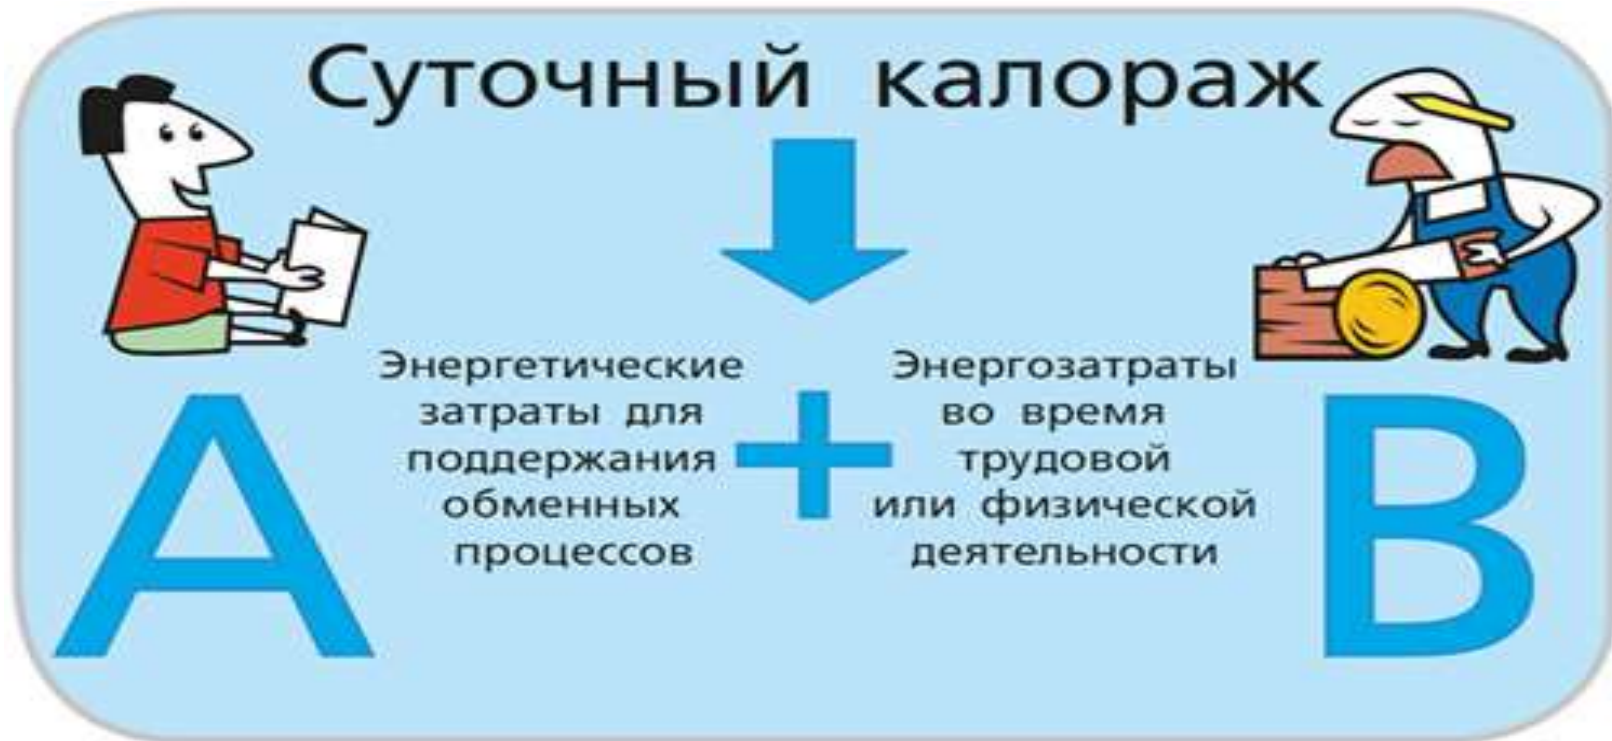 Суточный калораж
Энергетические
затраты для
поддержания
обменных
процессов
+
Энергозатраты
во время
трудовой
или физической
деятельности
A
B